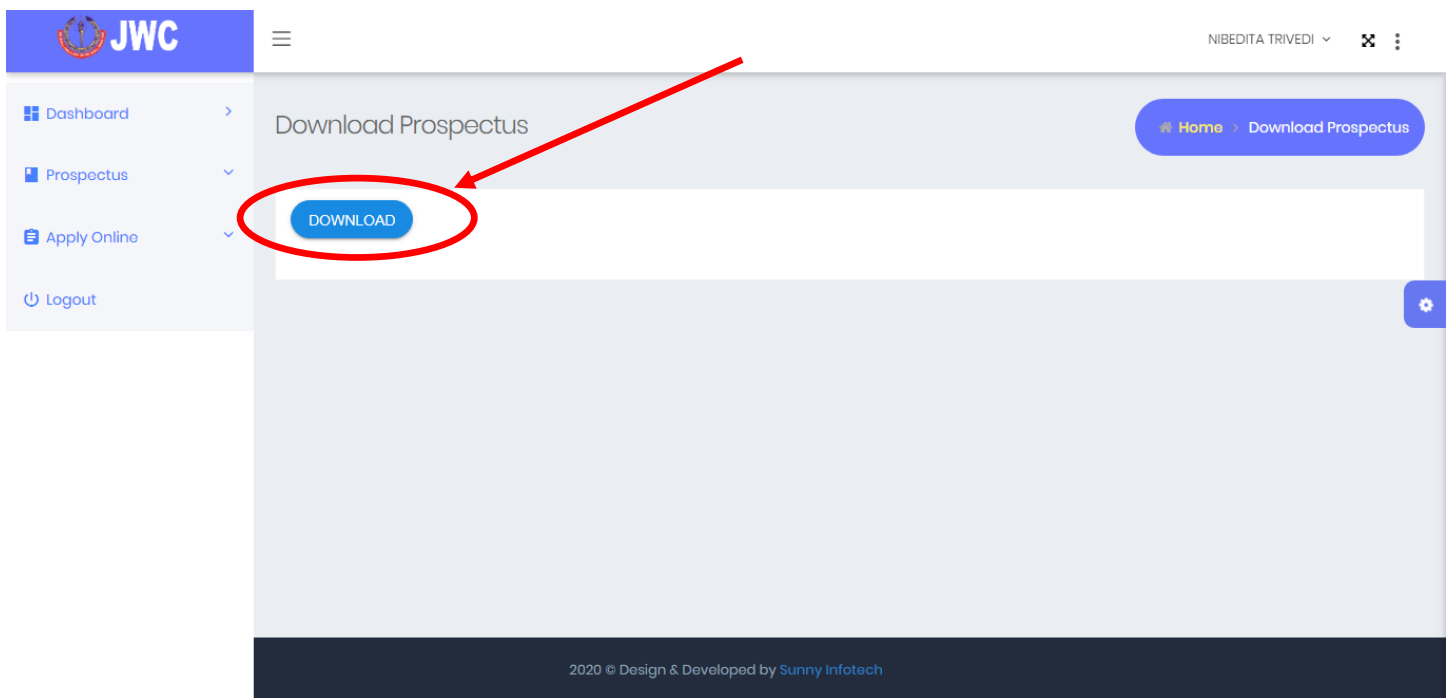 JWC
NIBEDITA TRIVEDI
Dashboard
Prospectus
Apply Online
Logout
Download Prospectus
Home > Download Prospectus
DOWNLOAD
2020 © Design & Developed by Sunny Infotech